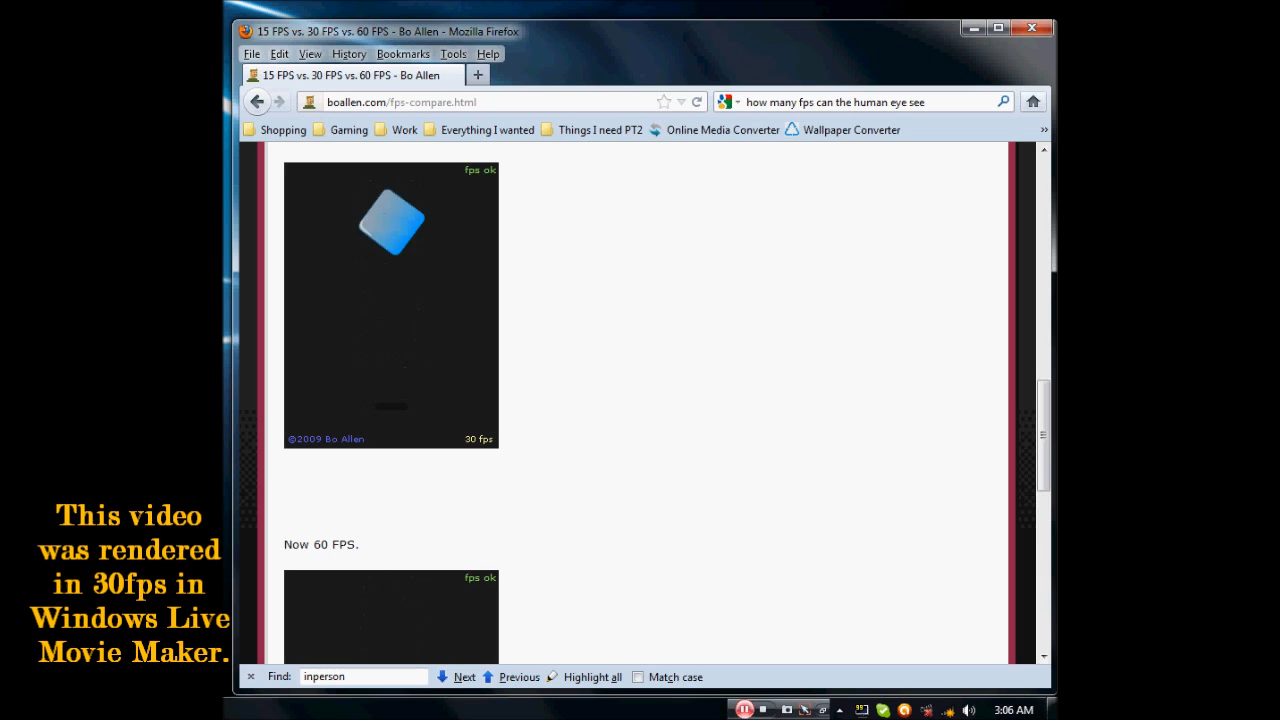 15 FPS vs. 30 FPS vs. 60 FPS - Bo Allen - Mozilla Firefox
File Edit View History Bookmarks Tools Help
15 FPS vs. 30 FPS vs. 60 FPS - Bo Allen
boallen.com/fps-compare.html how many fps can the human eye see
Shopping Gaming Work Everything I wanted Things I need PT2 Online Media Converter Wallpaper Converter »
fps ok
©2009 Bo Allen 30 fps
Now 60 FPS.
fps ok
This video
was rendered
in 30fps in
Windows Live
Movie Maker.
Find: inperson Next Previous Highlight all Match case
3:06 AM